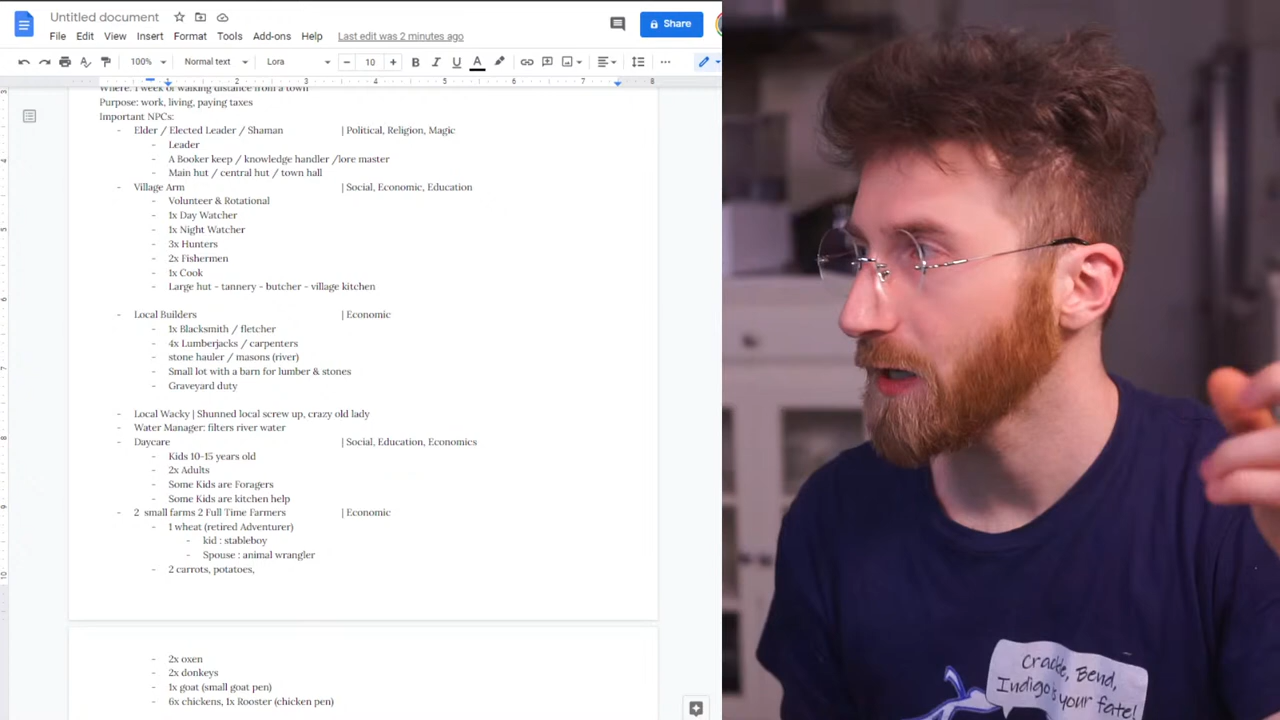 Untitled document
File Edit View Insert Format Tools Add-ons Help Last edit was 2 minutes ago
Share
100% Normal text Lora - 10 +
1 2 3 4 5 6 7 8
Where: 1 week of walking distance from a town
Purpose: work, living, paying taxes
Important NPCs:
- Elder / Elected Leader / Shaman | Political, Religion, Magic
- Leader
- A Booker keep / knowledge handler /lore master
- Main hut / central hut / town hall
- Village Arm | Social, Economic, Education
- Volunteer & Rotational
- 1x Day Watcher
- 1x Night Watcher
- 3x Hunters
- 2x Fishermen
- 1x Cook
- Large hut - tannery - butcher - village kitchen
- Local Builders | Economic
- 1x Blacksmith / fletcher
- 4x Lumberjacks / carpenters
- stone hauler / masons (river)
- Small lot with a barn for lumber & stones
- Graveyard duty
- Local Wacky | Shunned local screw up, crazy old lady
- Water Manager: filters river water
- Daycare | Social, Education, Economics
- Kids 10-15 years old
- 2x Adults
- Some Kids are Foragers
- Some Kids are kitchen help
- 2 small farms 2 Full Time Farmers | Economic
- 1 wheat (retired Adventurer)
- kid : stableboy
- Spouse : animal wrangler
- 2 carrots, potatoes,
- 2x oxen
- 2x donkeys
- 1x goat (small goat pen)
- 6x chickens, 1x Rooster (chicken pen)
Bend,
your fate!